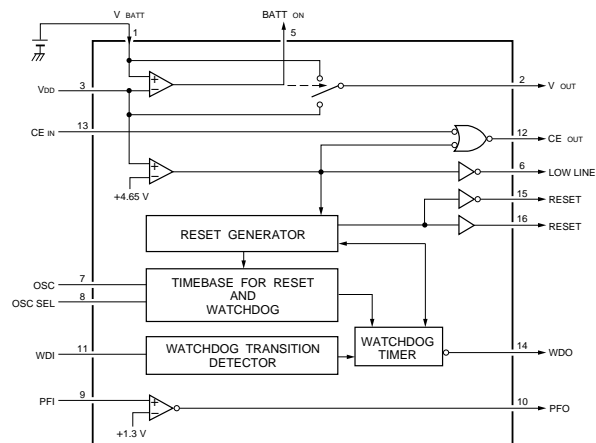 V BATT
BATT ON
1
5
VDD
3
2
V OUT
CE IN
13
12
CE OUT
6
LOW LINE
+4.65 V
15
RESET
16
RESET
RESET GENERATOR
OSC
7
OSC SEL
8
TIMEBASE FOR RESET
AND
WATCHDOG
WDI
11
WATCHDOG TRANSITION
DETECTOR
WATCHDOG
TIMER
14
WDO
PFI
9
10
PFO
+1.3 V
+
−
+
−
+
−